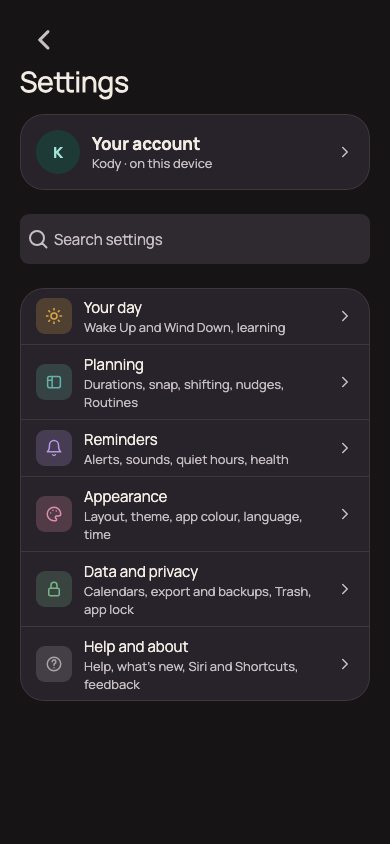 Settings
K
Your account
Kody · on this device
Search settings
Your day
Wake Up and Wind Down, learning
Planning
Durations, snap, shifting, nudges,
Routines
Reminders
Alerts, sounds, quiet hours, health
Appearance
Layout, theme, app colour, language,
time
Data and privacy
Calendars, export and backups, Trash,
app lock
Help and about
Help, what's new, Siri and Shortcuts,
feedback